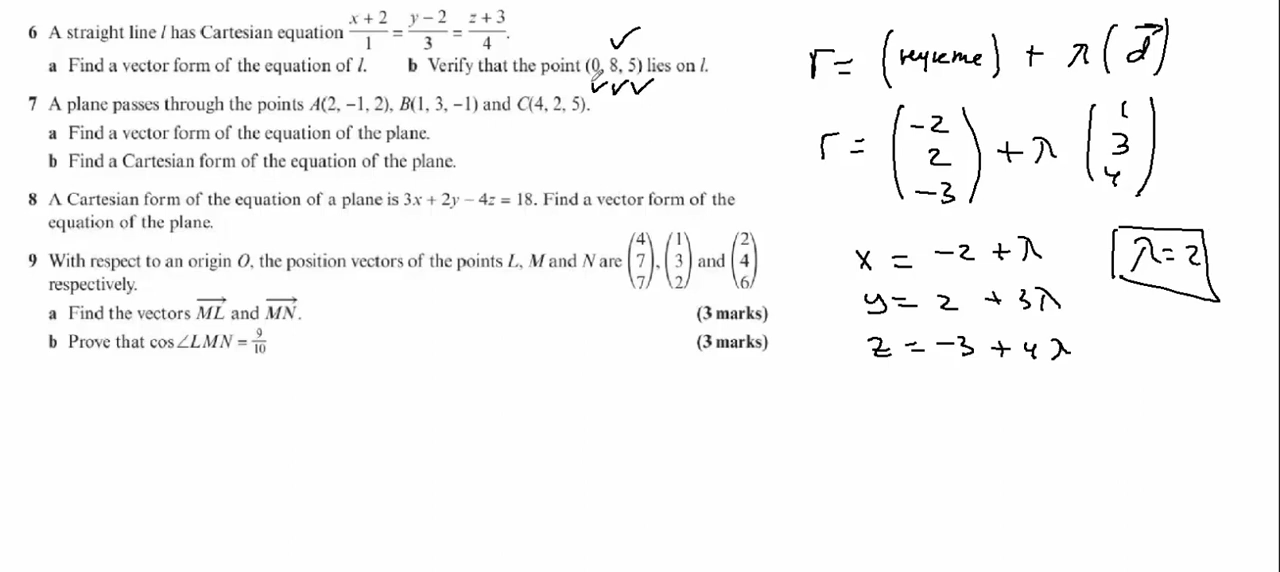 6 A straight line l has Cartesian equation (x + 2)/1 = (y − 2)/3 = (z + 3)/4.
a Find a vector form of the equation of l.
b Verify that the point (0, 8, 5) lies on l.
7 A plane passes through the points A(2, −1, 2), B(1, 3, −1) and C(4, 2, 5).
a Find a vector form of the equation of the plane.
b Find a Cartesian form of the equation of the plane.
8 A Cartesian form of the equation of a plane is 3x + 2y − 4z = 18. Find a vector form of the
equation of the plane.
9 With respect to an origin O, the position vectors of the points L, M and N are (4 7 7), (1 3 2) and (2 4 6)
respectively.
a Find the vectors ML→ and MN→. (3 marks)
b Prove that cos∠LMN = 9/10 (3 marks)
r = ( ) + λ (d→)
r = (−2 2 −3) + λ (1 3 4)
x = −2 + λ
y = 2 + 3λ
z = −3 + 4λ
λ = 2